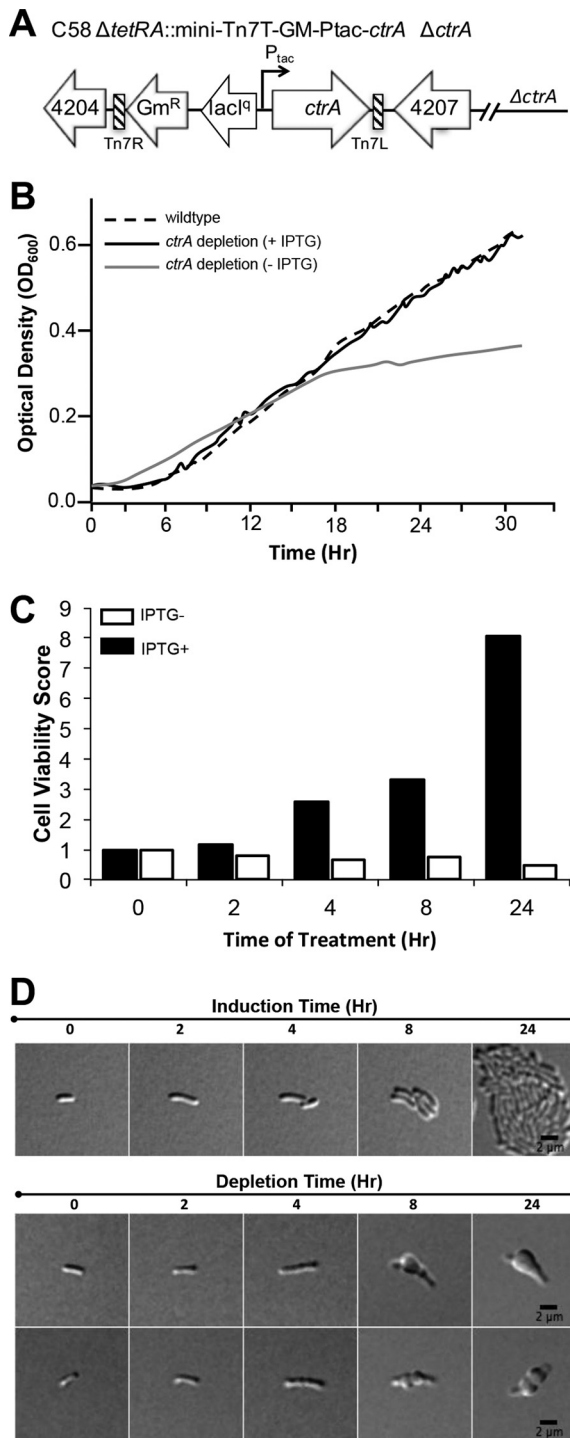 A C58 ΔtetRA::mini-Tn7T-GM-Ptac-ctrA ΔctrA
Ptac
4204 GmR lacIq ctrA 4207 ΔctrA
Tn7R Tn7L
B
wildtype
ctrA depletion (+ IPTG)
ctrA depletion (- IPTG)
Optical Density (OD600)
0.6
0.4
0.2
0.0
0 6 12 18 24 30
Time (Hr)
C
IPTG-
IPTG+
Cell Viability Score
9
8
7
6
5
4
3
2
1
0
0 2 4 8 24
Time of Treatment (Hr)
D
Induction Time (Hr)
0 2 4 8 24
2 μm
Depletion Time (Hr)
0 2 4 8 24
2 μm
2 μm